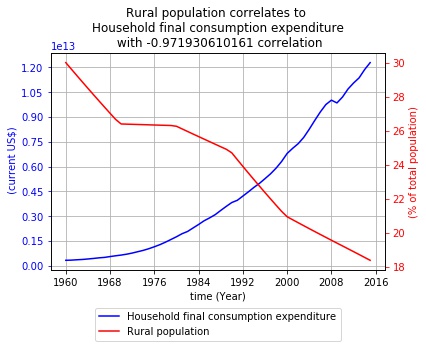 Rural population correlates to
Household final consumption expenditure
with -0.971930610161 correlation
1e13
1.20
1.05
0.90
0.75
0.60
0.45
0.30
0.15
0.00
(current US$)
30
28
26
24
22
20
18
(% of total population)
1960 1968 1976 1984 1992 2000 2008 2016
time (Year)
Household final consumption expenditure
Rural population